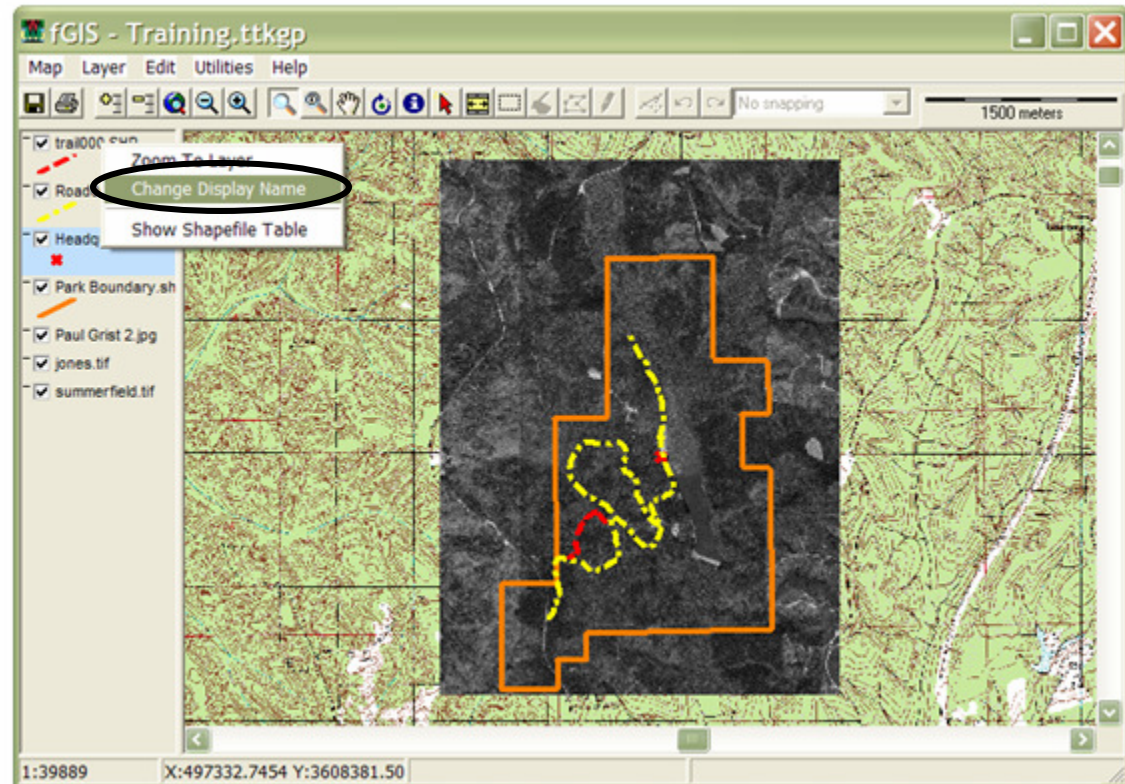 fGIS - Training.ttkgp
Map Layer Edit Utilities Help
No snapping
1500 meters
trail000.SHP
Zoom To Layer
Change Display Name
Road
Show Shapefile Table
Headq
Park Boundary.sh
Paul Grist 2.jpg
jones.tif
summerfield.tif
1:39889 X:497332.7454 Y:3608381.50